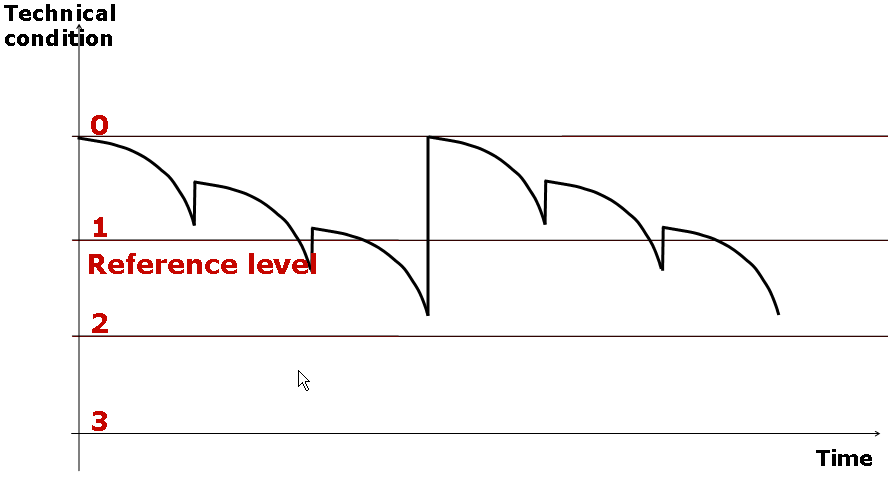 Technical
condition
0
1
Reference level
2
3
Time